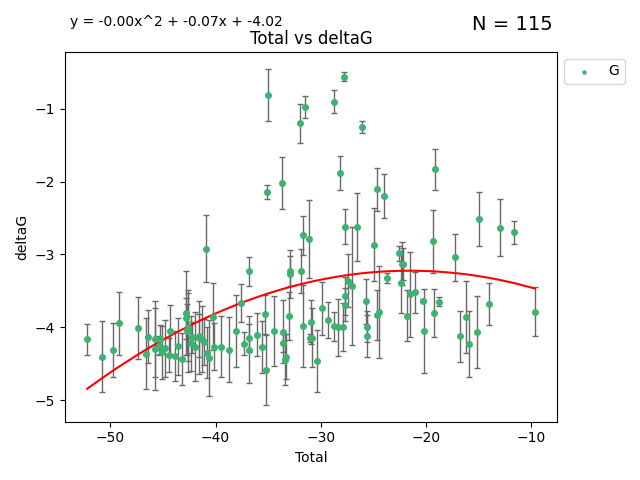 y = -0.00x^2 + -0.07x + -4.02
N = 115
Total vs deltaG
G
−1
−2
−3
−4
−5
deltaG
−50 −40 −30 −20 −10
Total